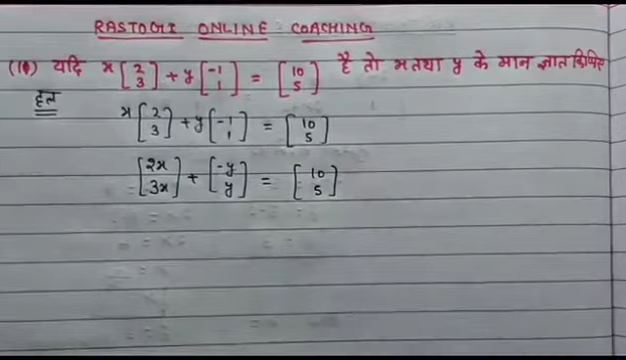 RASTOGI ONLINE COACHING
(10) यदि x [2 3] + y [-1 1] = [10 5] है तो x तथा y के मान ज्ञात कीजिए
हल
x [2 3] + y [-1 1] = [10 5]
[2x 3x] + [-y y] = [10 5]